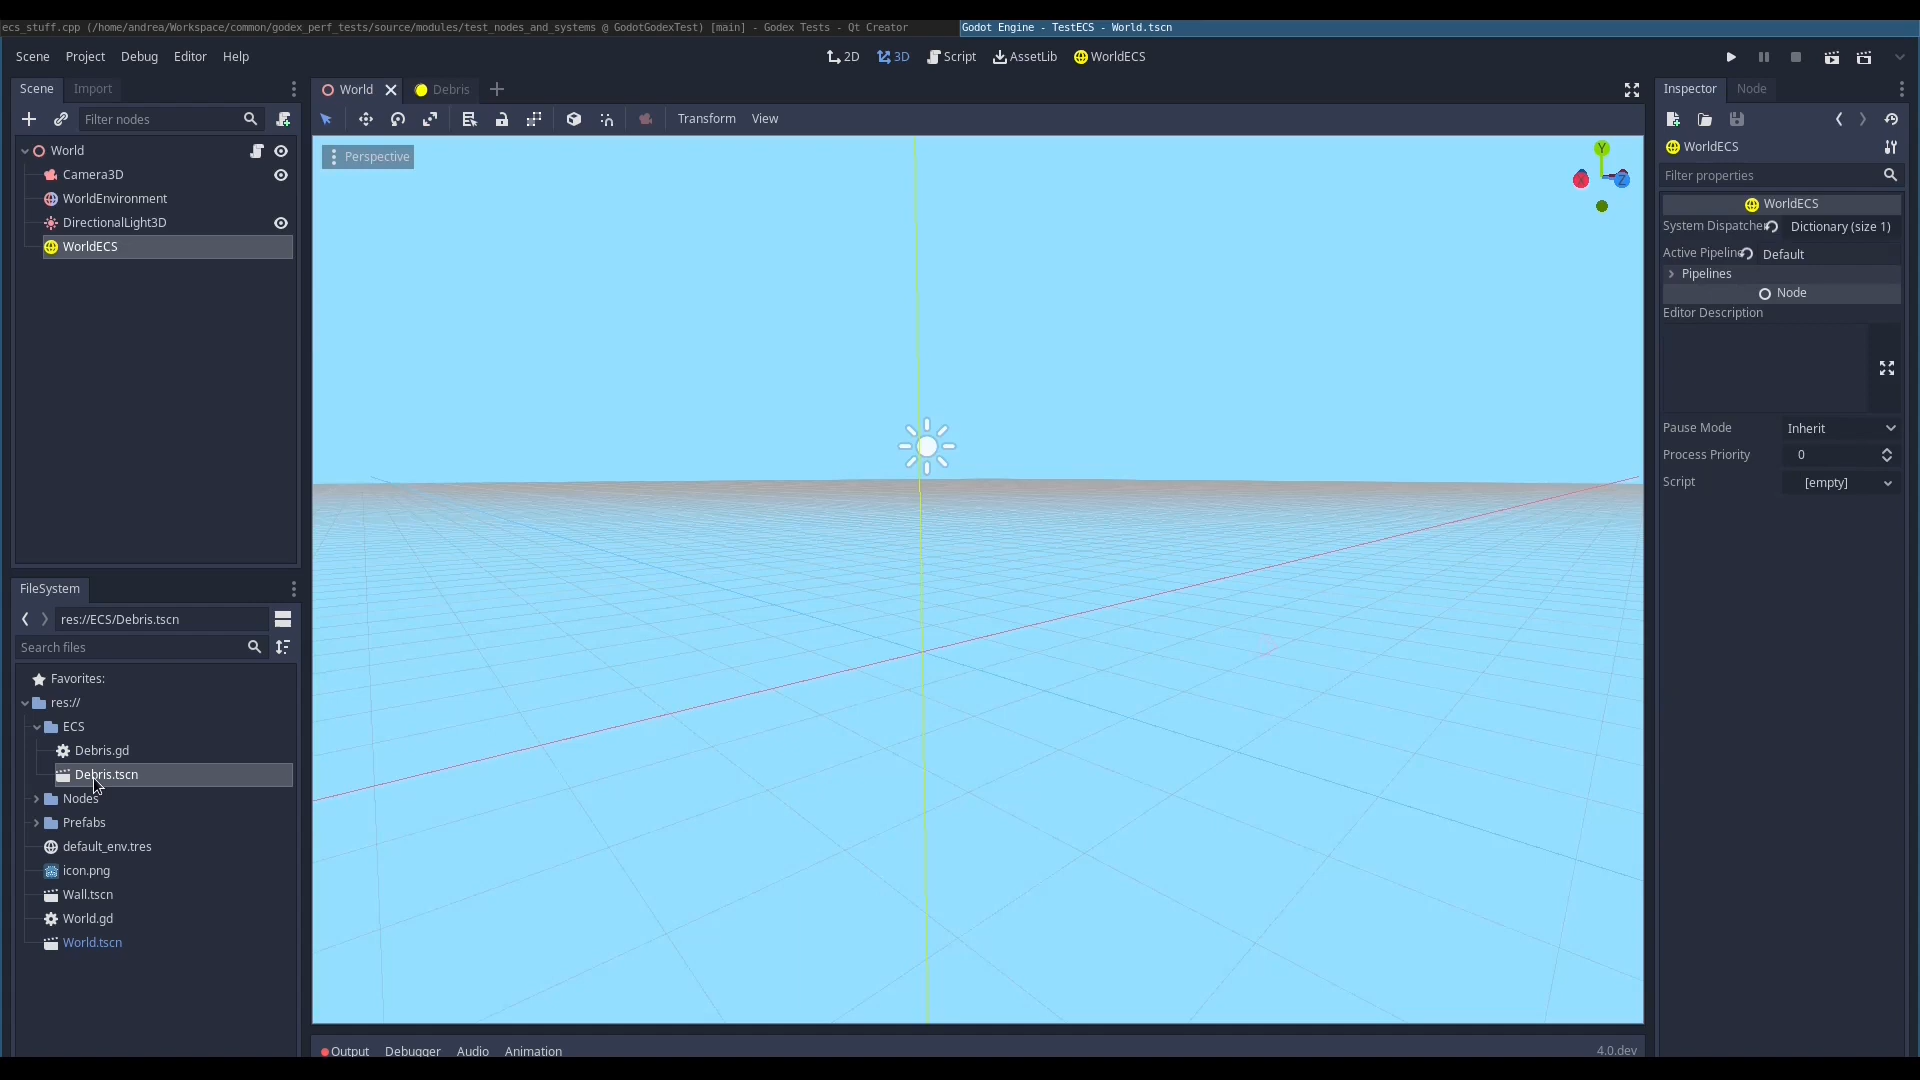 ecs_stuff.cpp (/home/andrea/Workspace/common/godex_perf_tests/source/modules/test_nodes_and_systems @ GodotGodexTest) [main] - Godex Tests - Qt Creator
Godot Engine - TestECS - World.tscn
Scene Project Debug Editor Help
2D 3D Script AssetLib WorldECS
Scene Import
World Debris
Inspector Node
Filter nodes
Transform View
World
Camera3D
WorldEnvironment
DirectionalLight3D
WorldECS
Perspective
Y
Z
WorldECS
Filter properties
WorldECS
System Dispatcher Dictionary (size 1)
Active Pipeline Default
Pipelines
Node
Editor Description
Pause Mode Inherit
Process Priority 0
Script [empty]
FileSystem
res://ECS/Debris.tscn
Search files
Favorites:
res://
ECS
Debris.gd
Debris.tscn
Nodes
Prefabs
default_env.tres
icon.png
Wall.tscn
World.gd
World.tscn
Output Debugger Audio Animation
4.0.dev